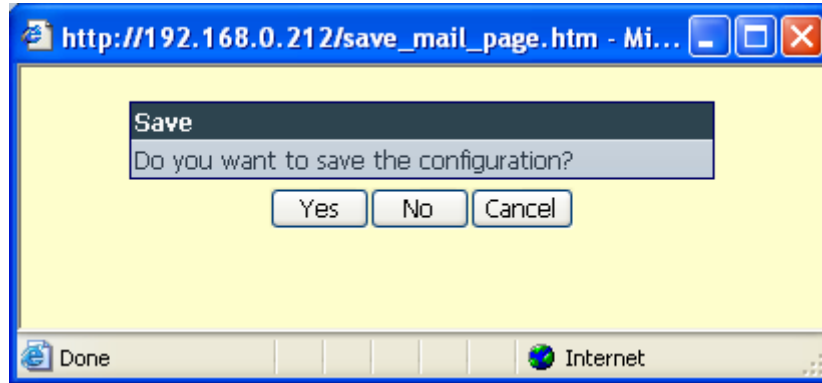 http://192.168.0.212/save_mail_page.htm - Mi...
Save
Do you want to save the configuration?
Yes No Cancel
Done Internet